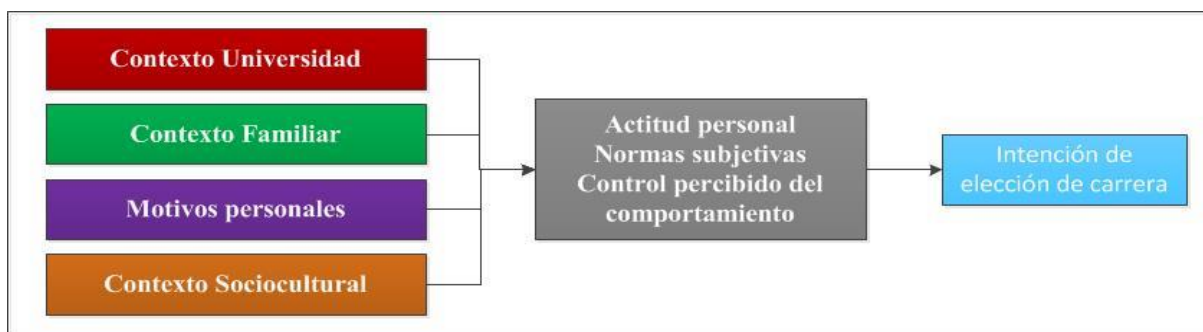 Contexto Universidad
Contexto Familiar
Motivos personales
Contexto Sociocultural
Actitud personal
Normas subjetivas
Control percibido del
comportamiento
Intención de
elección de carrera